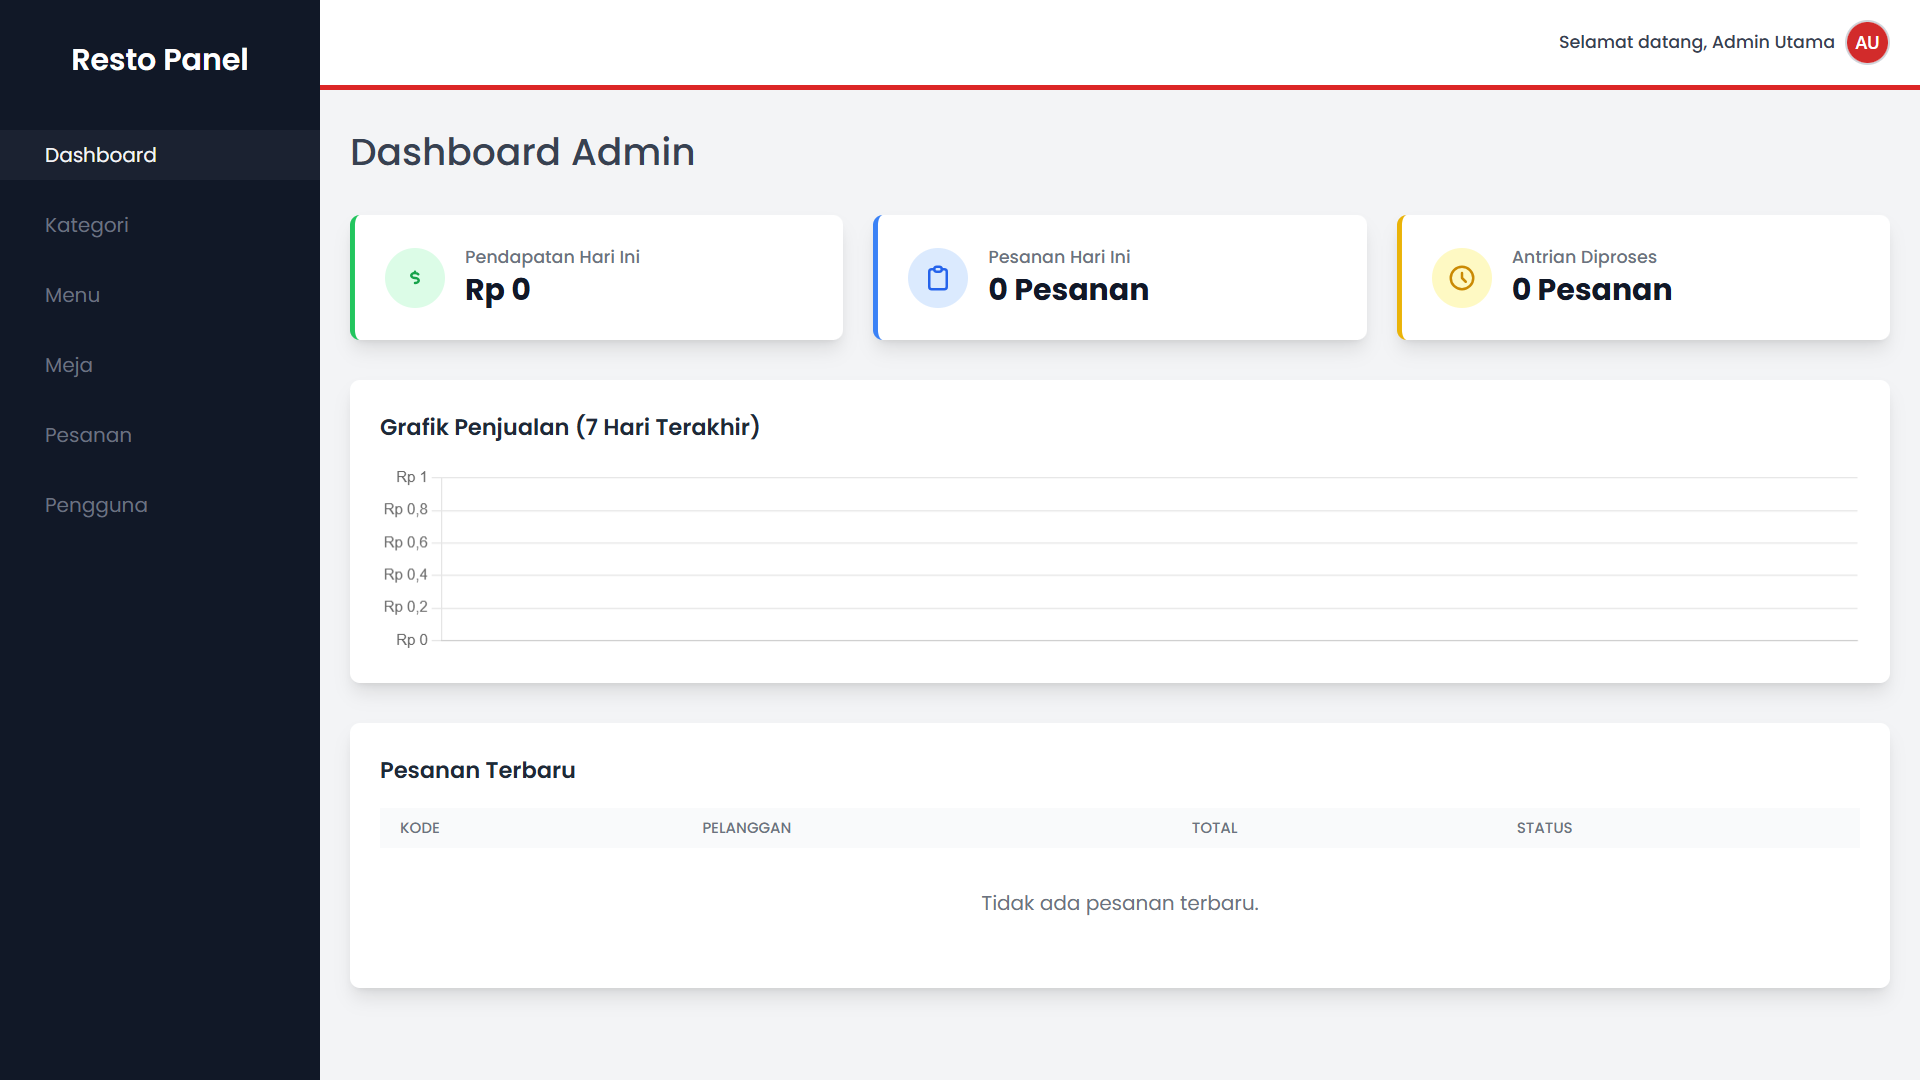 Resto Panel
Dashboard
Kategori
Menu
Meja
Pesanan
Pengguna
Selamat datang, Admin Utama
AU
Dashboard Admin
Pendapatan Hari Ini
Rp 0
Pesanan Hari Ini
0 Pesanan
Antrian Diproses
0 Pesanan
Grafik Penjualan (7 Hari Terakhir)
Rp 1
Rp 0,8
Rp 0,6
Rp 0,4
Rp 0,2
Rp 0
Pesanan Terbaru
KODE PELANGGAN TOTAL STATUS
Tidak ada pesanan terbaru.